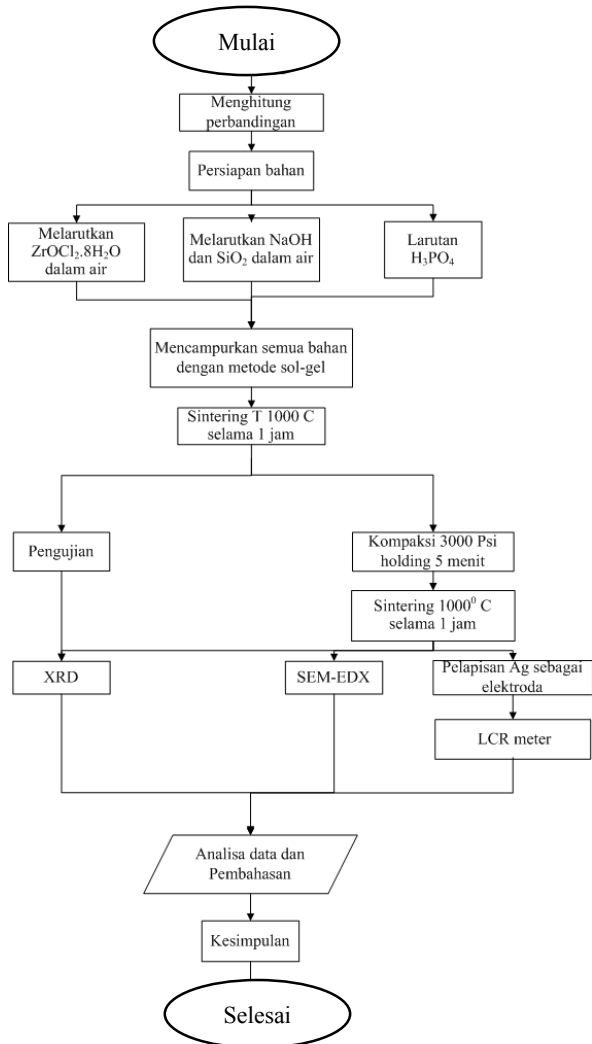 Mulai
Menghitung
perbandingan
Persiapan bahan
Melarutkan
ZrOCl₂.8H₂O
dalam air
Melarutkan NaOH
dan SiO₂ dalam air
Larutan
H₃PO₄
Mencampurkan semua bahan
dengan metode sol-gel
Sintering T 1000 C
selama 1 jam
Pengujian
Kompaksi 3000 Psi
holding 5 menit
Sintering 1000⁰ C
selama 1 jam
XRD
SEM-EDX
Pelapisan Ag sebagai
elektroda
LCR meter
Analisa data dan
Pembahasan
Kesimpulan
Selesai